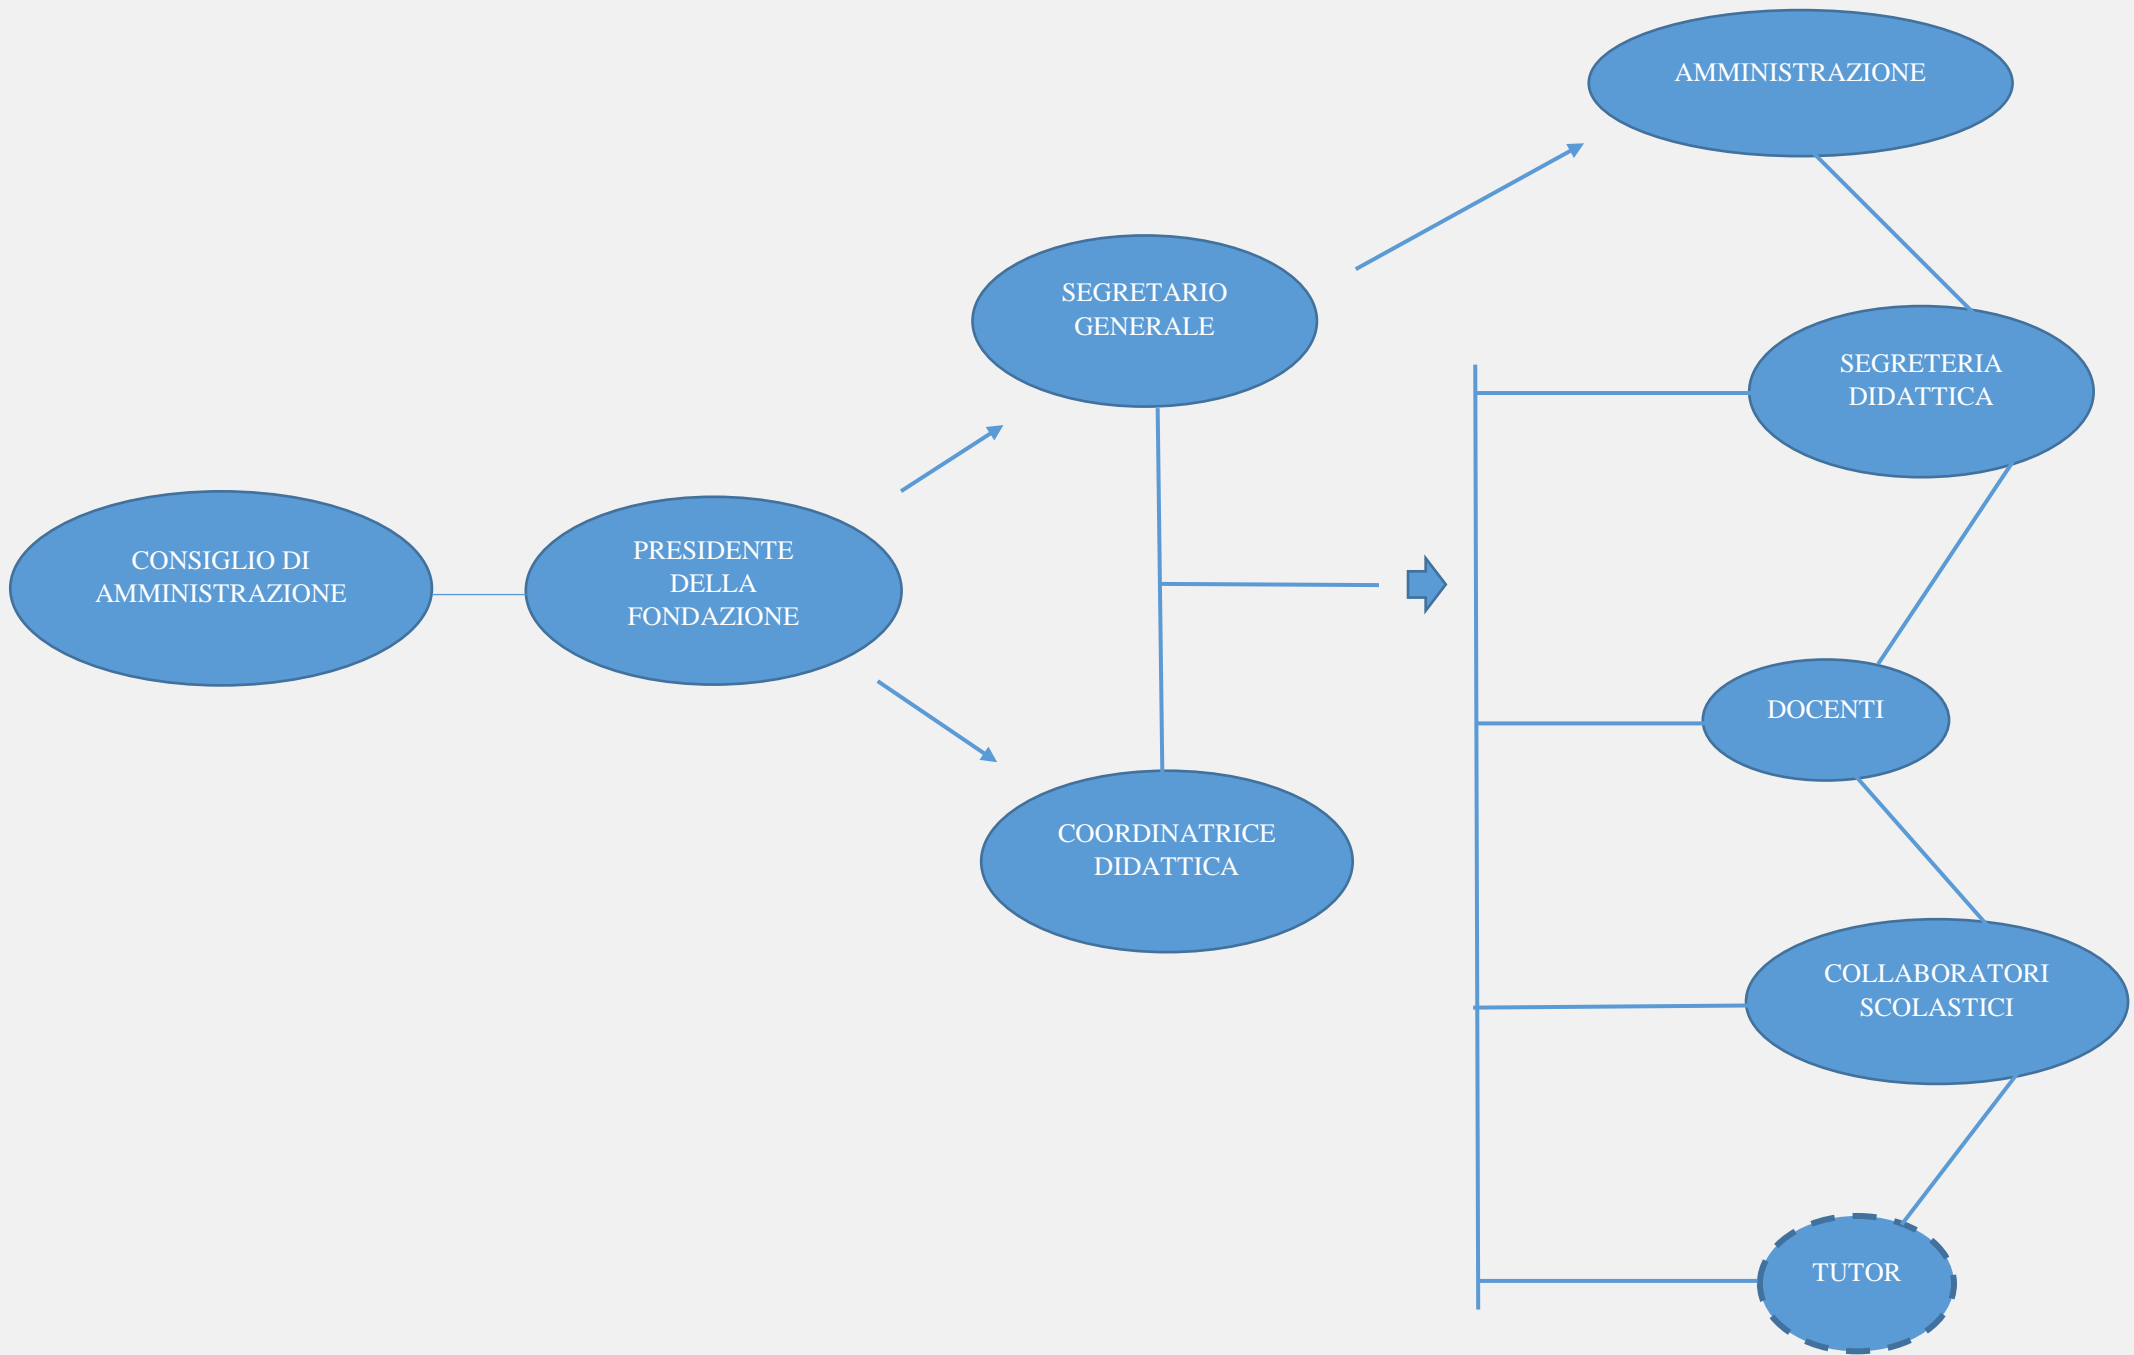 CONSIGLIO DI
AMMINISTRAZIONE
PRESIDENTE
DELLA
FONDAZIONE
SEGRETARIO
GENERALE
COORDINATRICE
DIDATTICA
AMMINISTRAZIONE
SEGRETERIA
DIDATTICA
DOCENTI
COLLABORATORI
SCOLASTICI
TUTOR